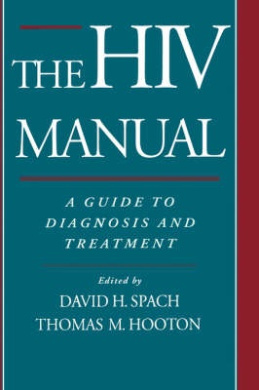 THE HIV
MANUAL
A GUIDE TO
DIAGNOSIS AND
TREATMENT
Edited by
DAVID H. SPACH
THOMAS M. HOOTON